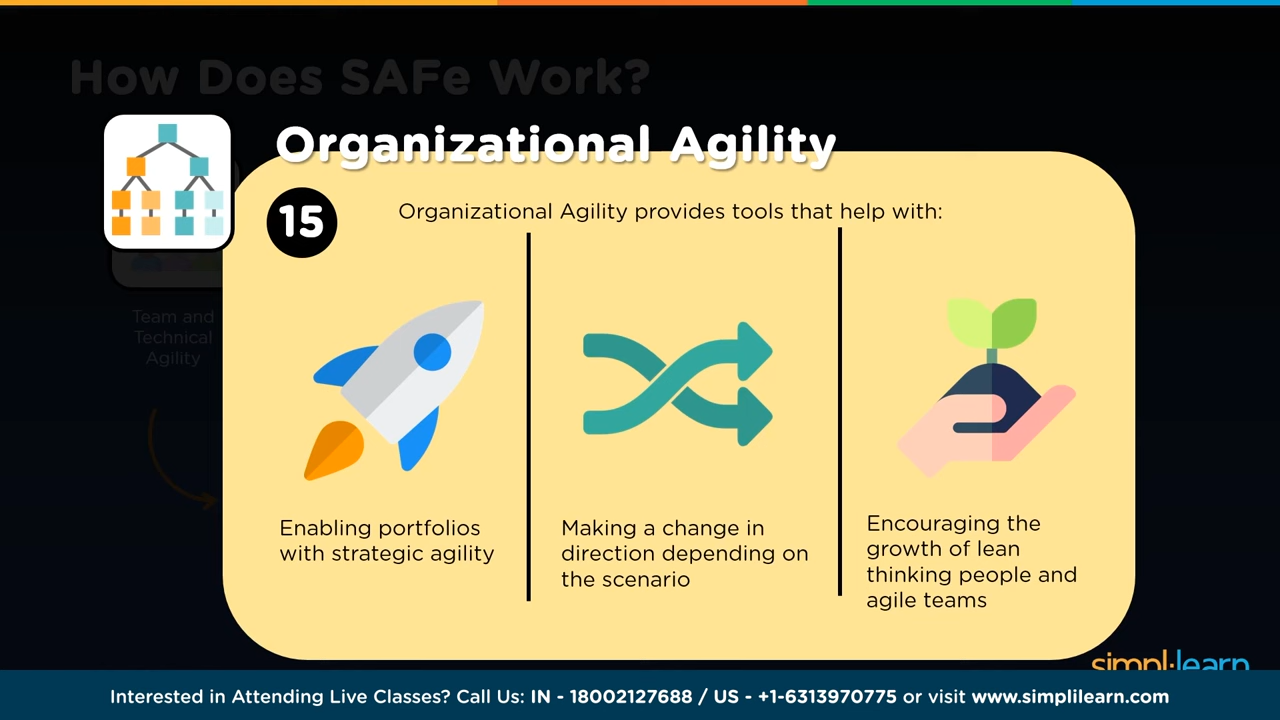 How Does SAFe Work?
Organizational Agility
15
Organizational Agility provides tools that help with:
Team and
Technical
Agility
Enabling portfolios
with strategic agility
Making a change in
direction depending on
the scenario
Encouraging the
growth of lean
thinking people and
agile teams
simplilearn
Interested in Attending Live Classes? Call Us: IN - 18002127688 / US - +1-6313970775 or visit www.simplilearn.com